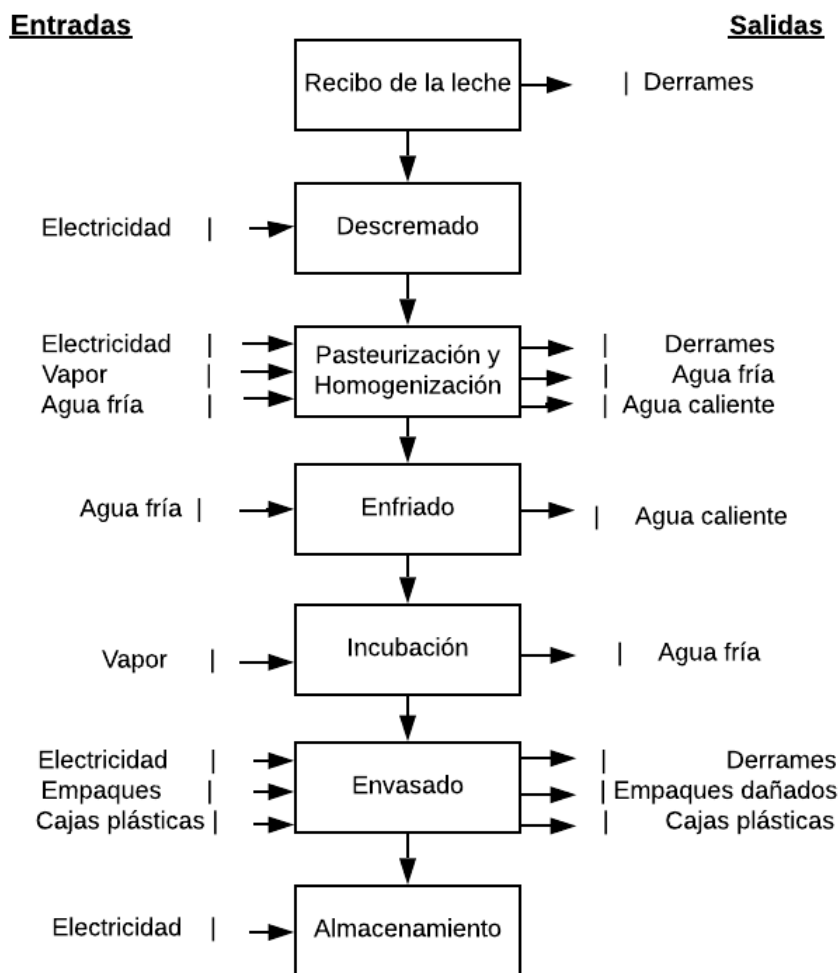 Entradas
Salidas
Recibo de la leche
| Derrames
Electricidad |
Descremado
Electricidad |
Vapor |
Agua fría |
Pasteurización y
Homogenización
| Derrames
| Agua fría
| Agua caliente
Agua fría |
Enfriado
| Agua caliente
Vapor |
Incubación
| Agua fría
Electricidad |
Empaques |
Cajas plásticas |
Envasado
| Derrames
| Empaques dañados
| Cajas plásticas
Electricidad |
Almacenamiento